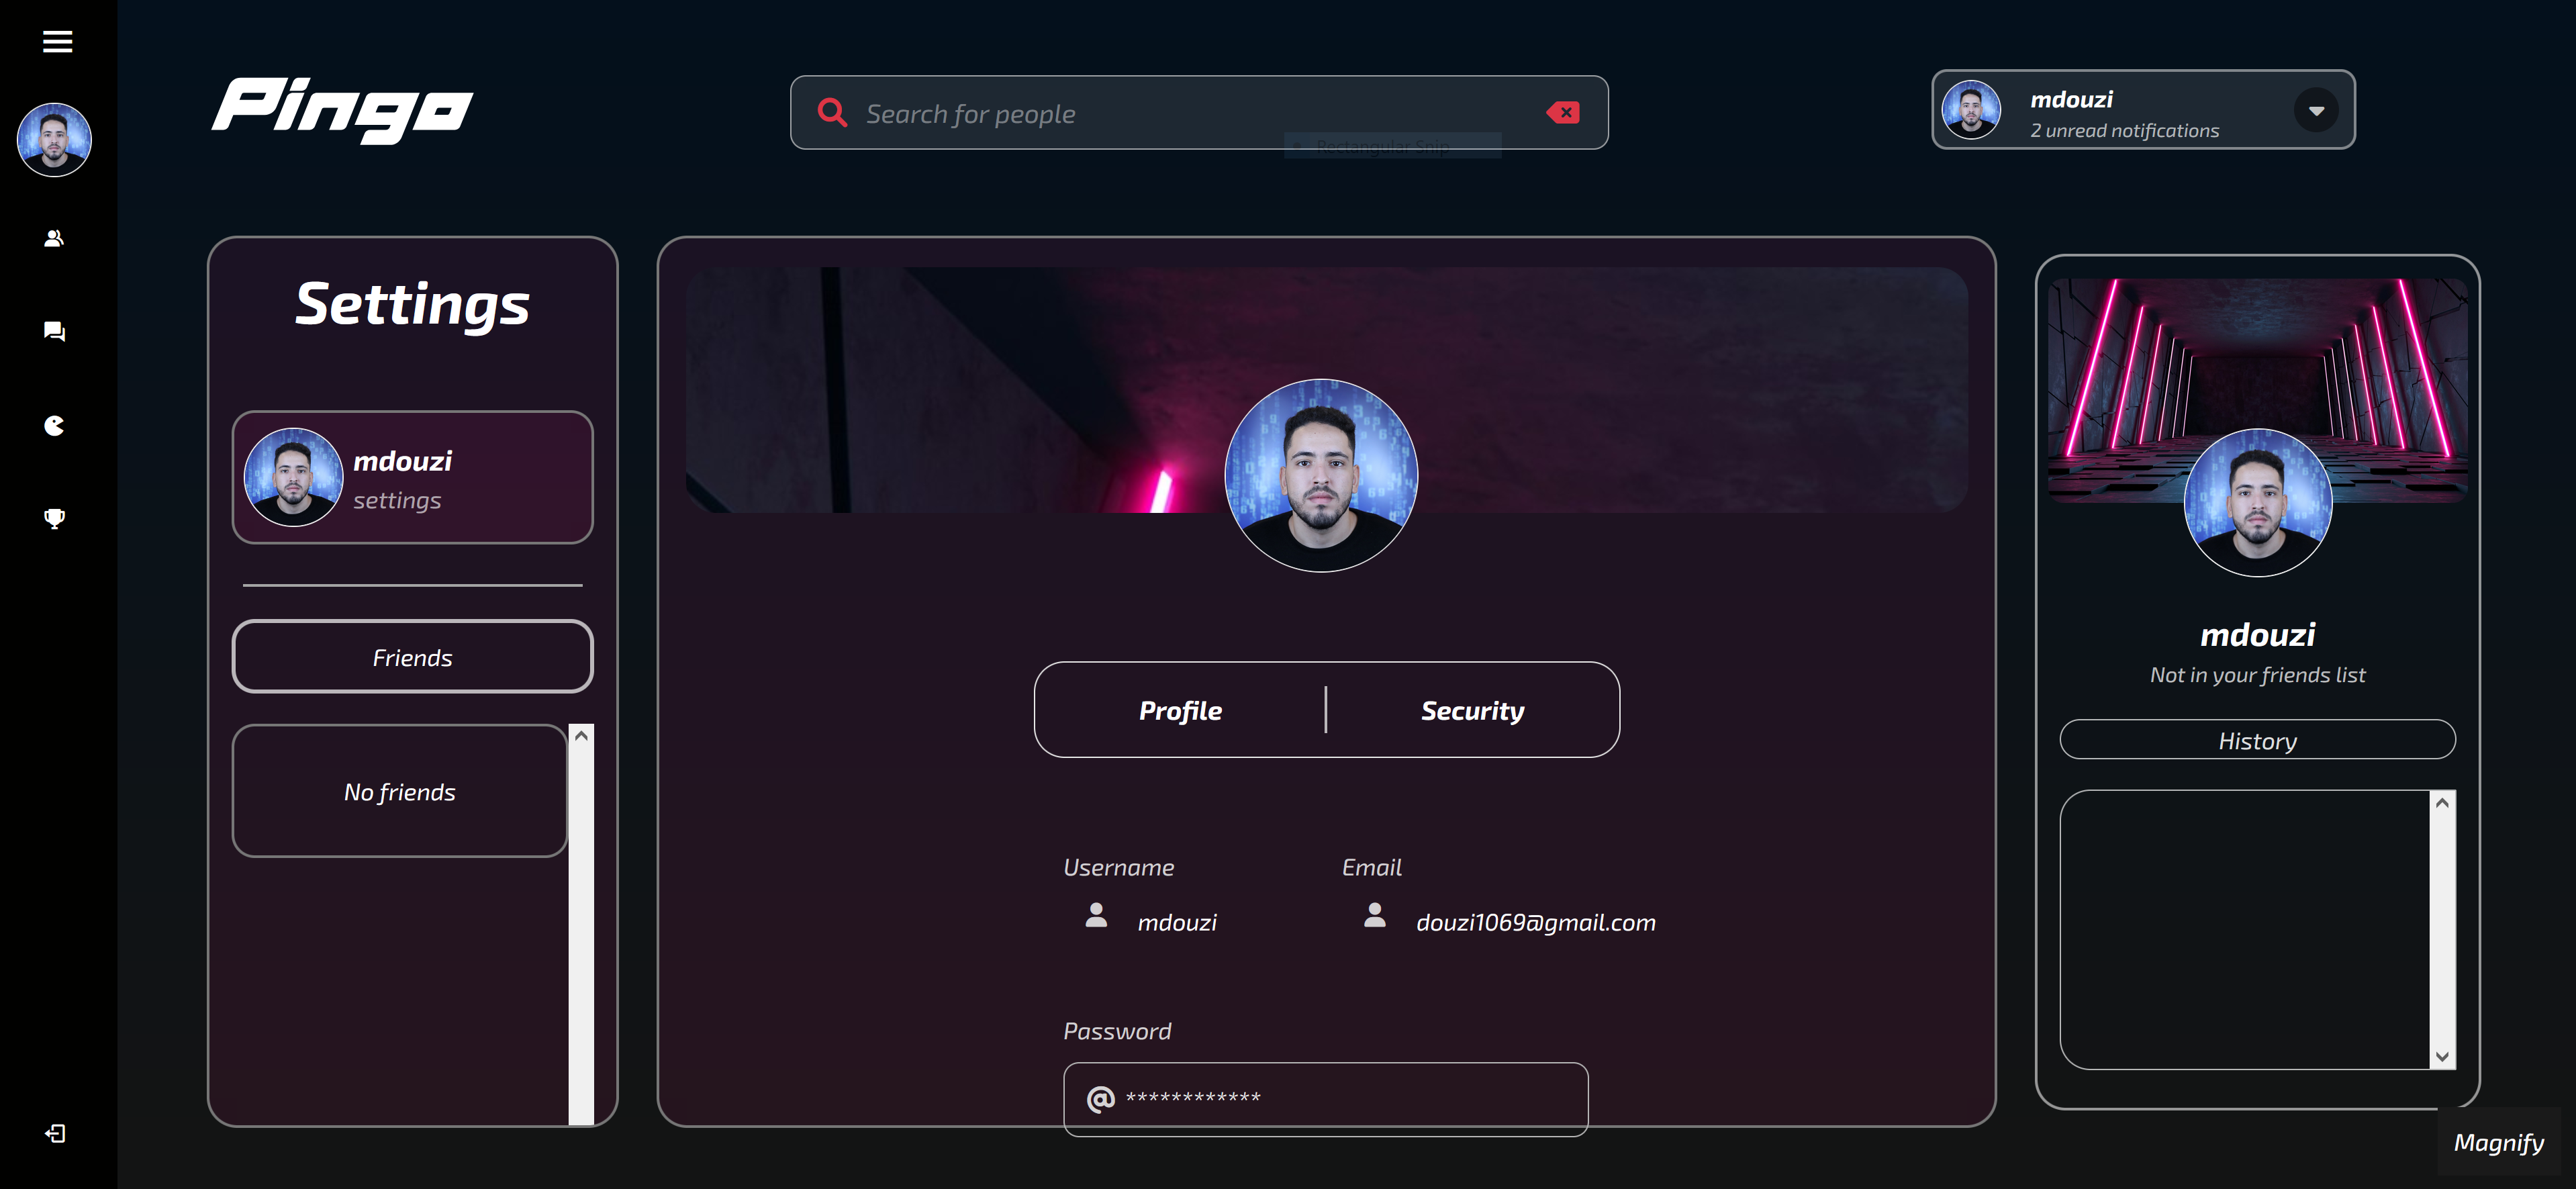 Pingo
Search for people
Rectangular Snip
mdouzi
2 unread notifications
Settings
mdouzi
settings
Friends
No friends
Profile
Security
Username
mdouzi
Email
douzi1069@gmail.com
Password
@ *************
mdouzi
Not in your friends list
History
Magnify